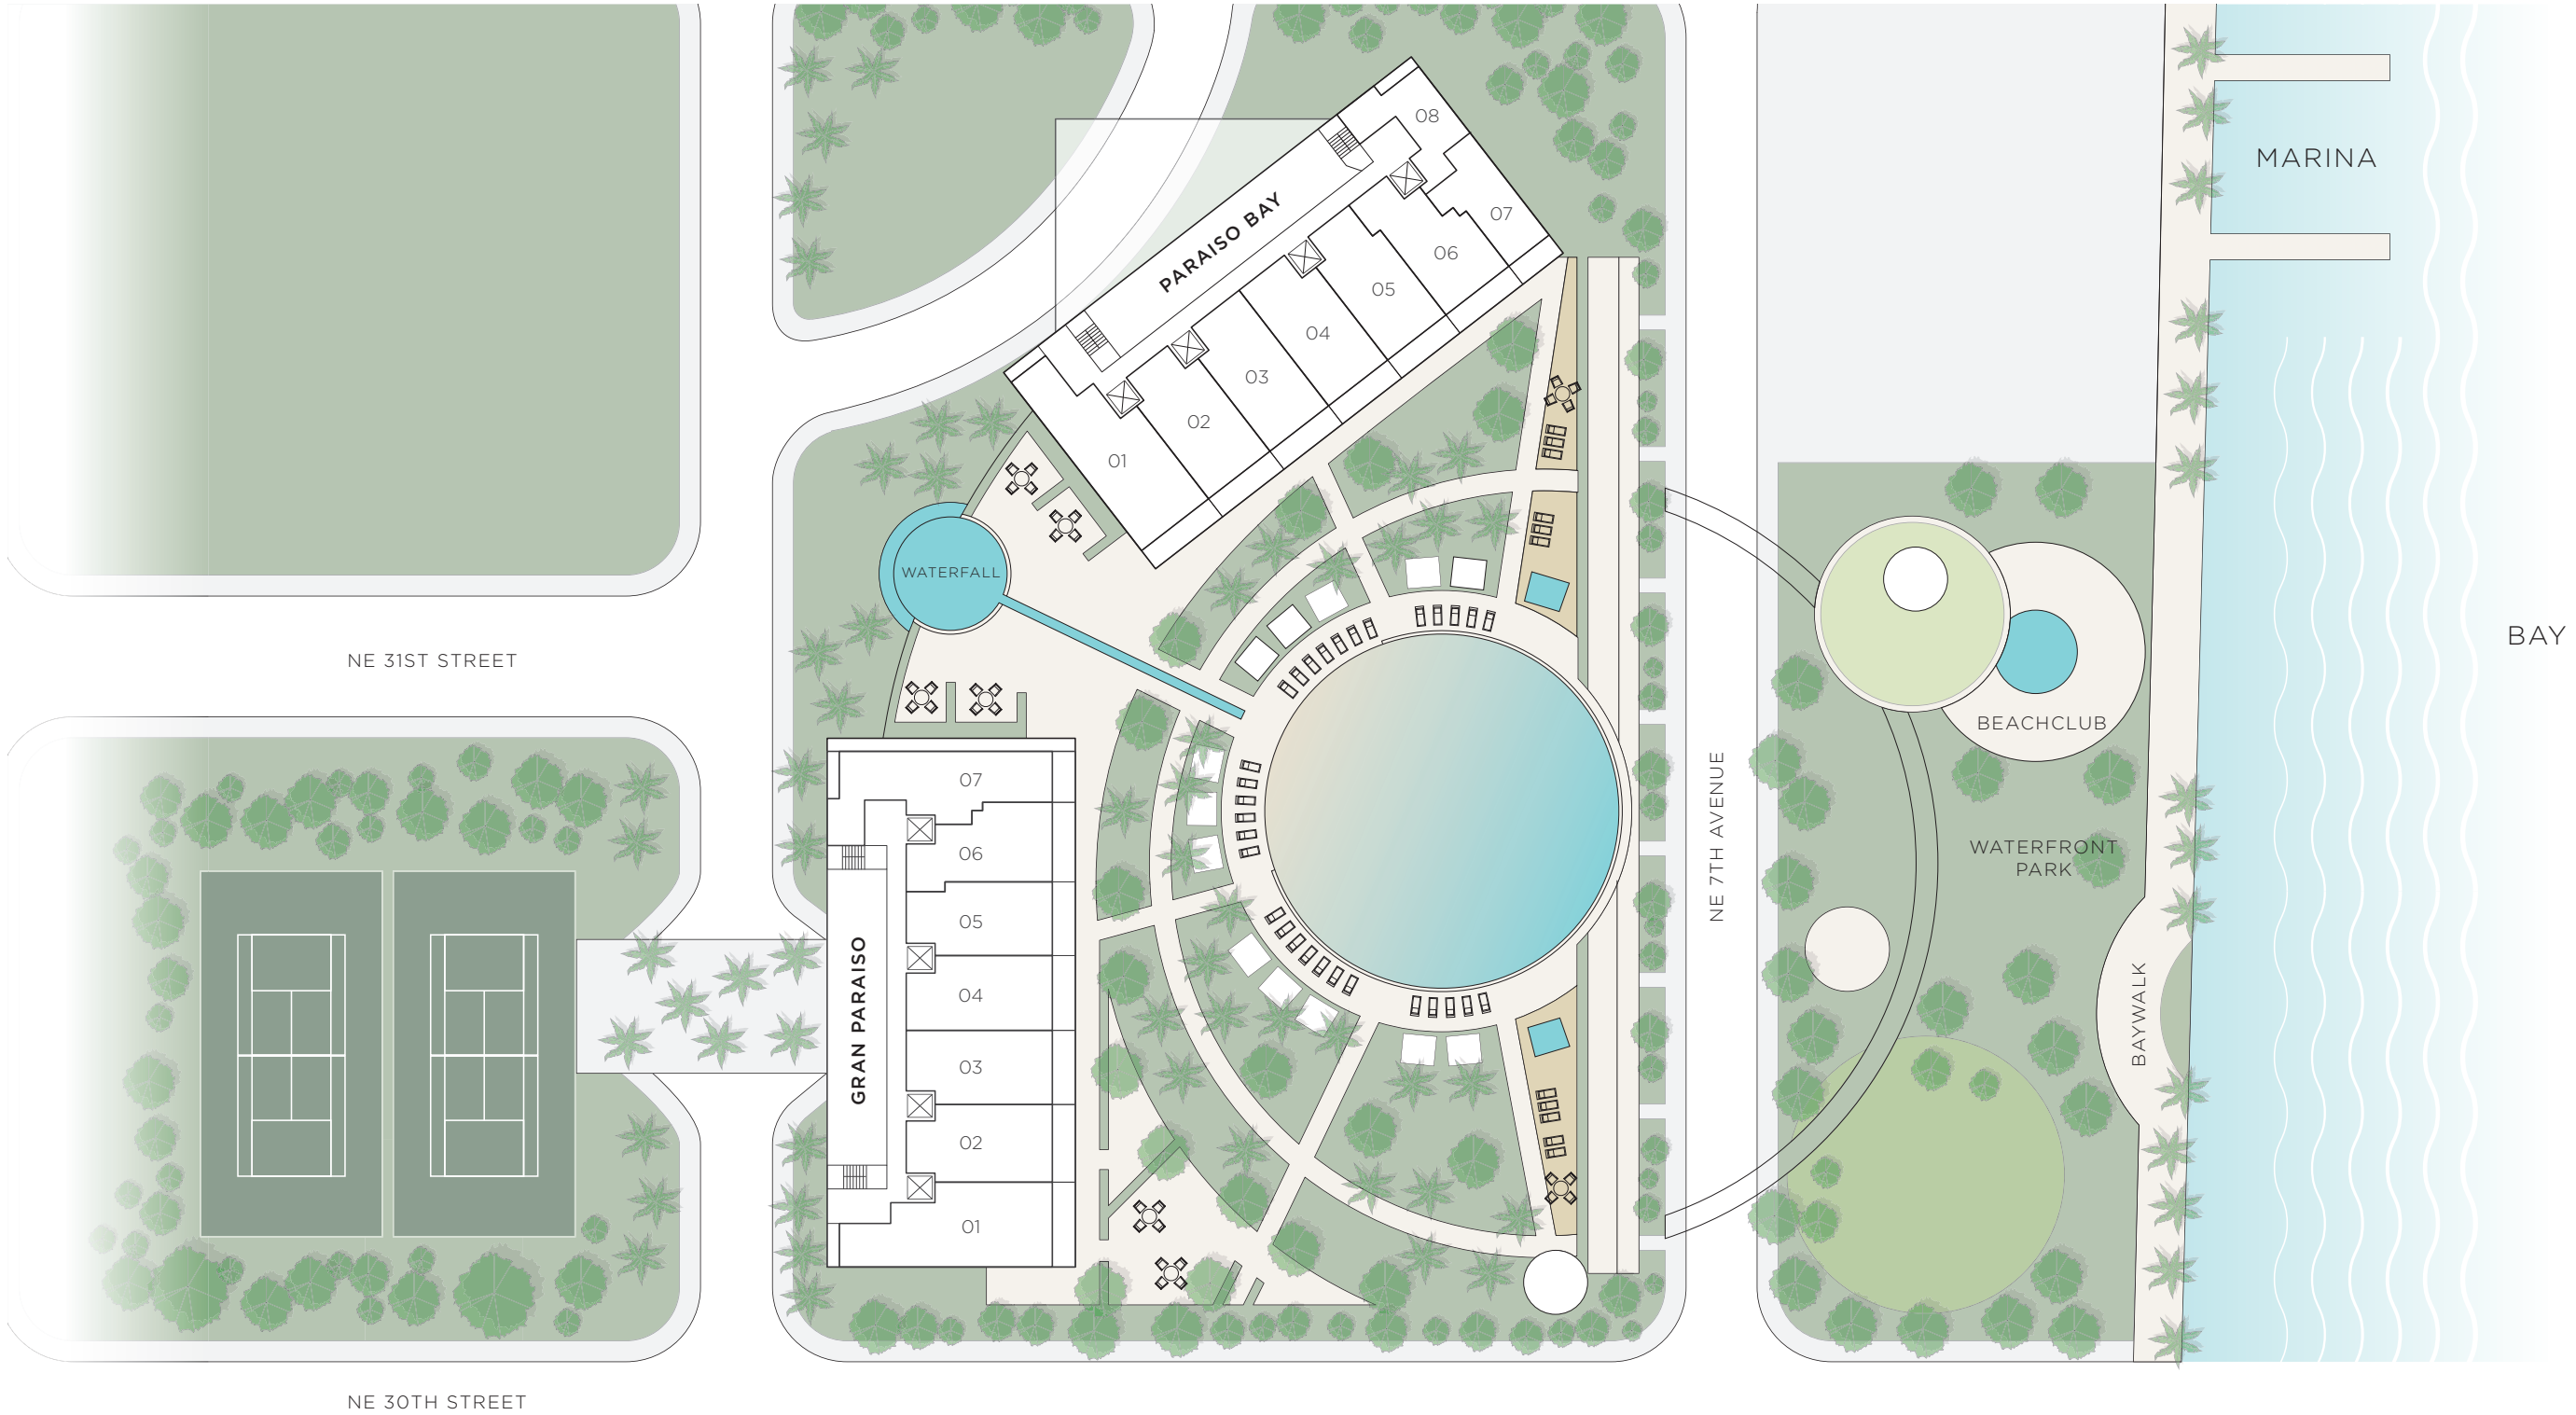 MARINA
08
07
06
05
04
03
02
01
PARAISO BAY
WATERFALL
NE 31ST STREET
BAY
BEACHCLUB
NE 7TH AVENUE
WATERFRONT
PARK
BAYWALK
GRAN PARAISO
07
06
05
04
03
02
01
NE 30TH STREET